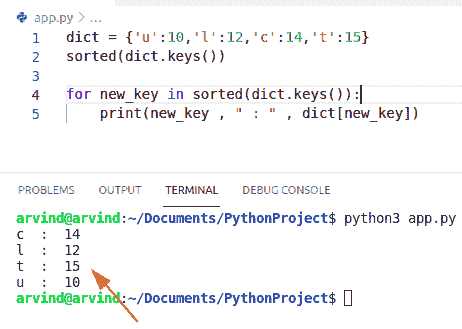 app.py > ...
1 dict = {'u':10,'l':12,'c':14,'t':15}
2 sorted(dict.keys())
3
4 for new_key in sorted(dict.keys()):
5     print(new_key , " : " , dict[new_key])
PROBLEMS OUTPUT TERMINAL DEBUG CONSOLE
arvind@arvind:~/Documents/PythonProject$ python3 app.py
c  :  14
l  :  12
t  :  15
u  :  10
arvind@arvind:~/Documents/PythonProject$